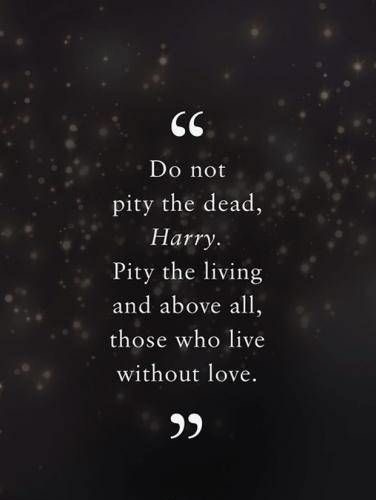 “
Do not
pity the dead,
Harry.
Pity the living
and above all,
those who live
without love.
”